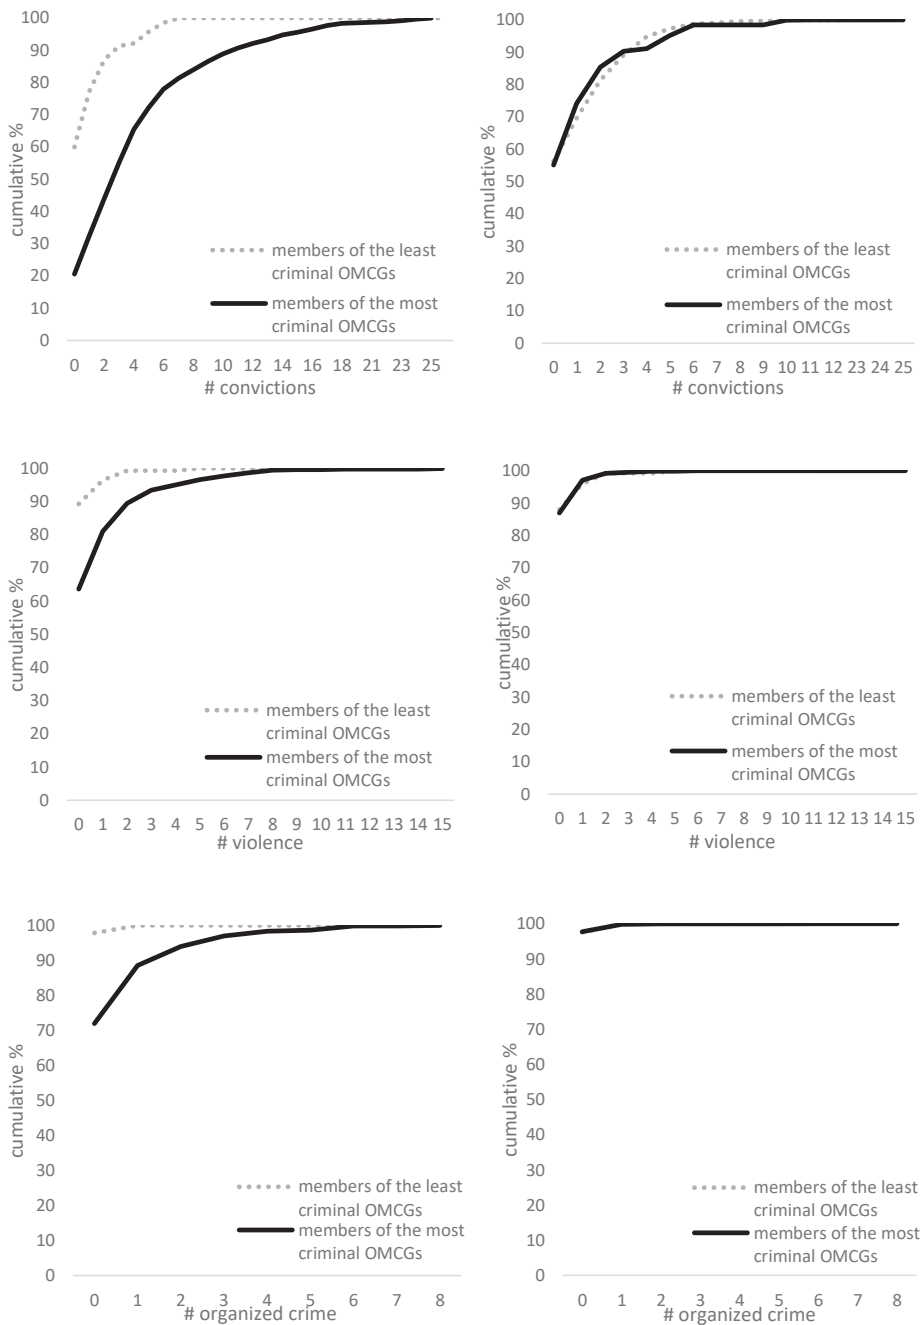 100
90
80
70
60
50
40
30
20
10
0
cumulative %
members of the least
criminal OMCGs
members of the most
criminal OMCGs
0 2 4 6 8 10 12 14 16 18 21 23 25
# convictions
100
90
80
70
60
50
40
30
20
10
0
cumulative %
members of the least
criminal OMCGs
members of the most
criminal OMCGs
0 1 2 3 4 5 6 7 8 9 10 11 12 23 24 25
# convictions
100
90
80
70
60
50
40
30
20
10
0
cumulative %
members of the least
criminal OMCGs
members of the most
criminal OMCGs
0 1 2 3 4 5 6 7 8 9 10 11 12 13 14 15
# violence
100
90
80
70
60
50
40
30
20
10
0
cumulative %
members of the least
criminal OMCGs
members of the most
criminal OMCGs
0 1 2 3 4 5 6 7 8 9 10 11 12 13 14 15
# violence
100
90
80
70
60
50
40
30
20
10
0
cumulative %
members of the least
criminal OMCGs
members of the most
criminal OMCGs
0 1 2 3 4 5 6 7 8
# organized crime
100
90
80
70
60
50
40
30
20
10
0
cumulative %
members of the least
criminal OMCGs
members of the most
criminal OMCGs
0 1 2 3 4 5 6 7 8
# organized crime